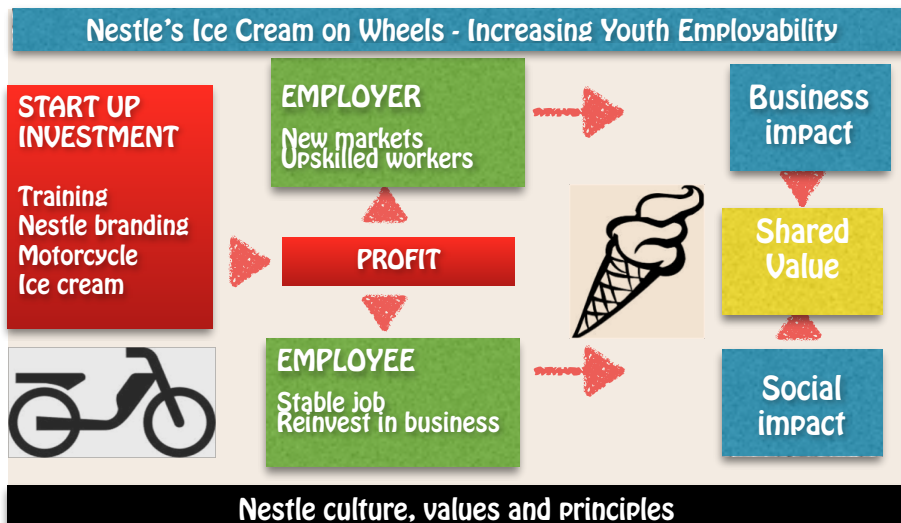 Nestle's Ice Cream on Wheels - Increasing Youth Employability
START UP
INVESTMENT
Training
Nestle branding
Motorcycle
Ice cream
EMPLOYER
New markets
Upskilled workers
PROFIT
EMPLOYEE
Stable job
Reinvest in business
Business
impact
Shared
Value
Social
impact
Nestle culture, values and principles